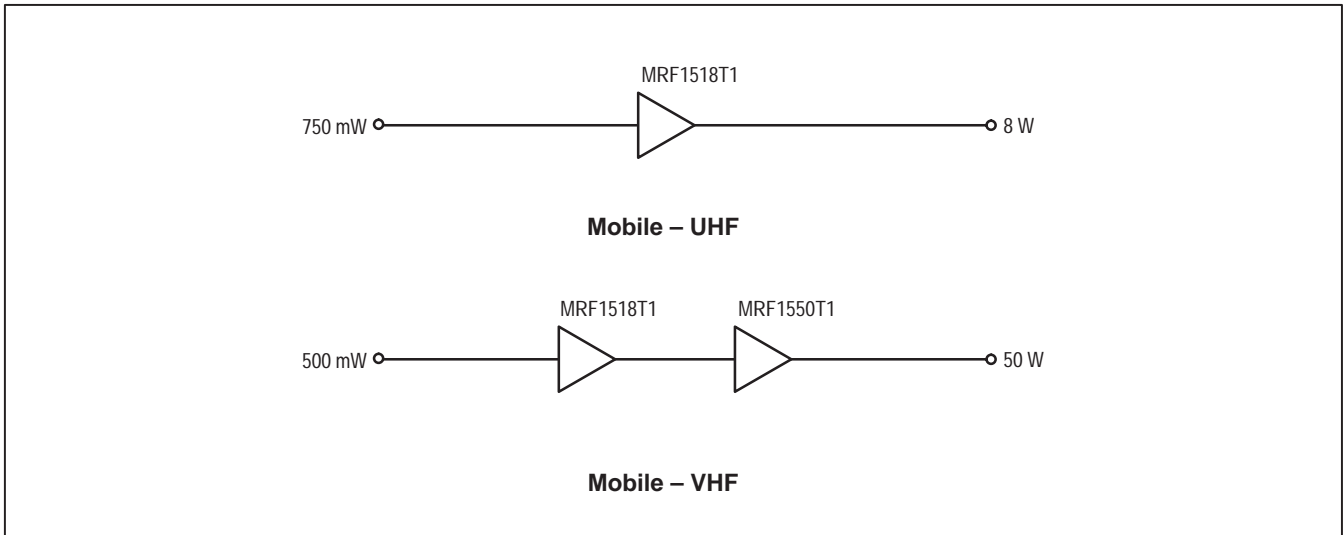 MRF1518T1
750 mW
8 W
Mobile – UHF
MRF1518T1 MRF1550T1
500 mW
50 W
Mobile – VHF